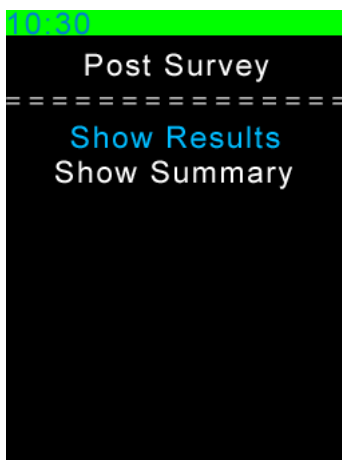 10:30
Post Survey
===============
Show Results
Show Summary